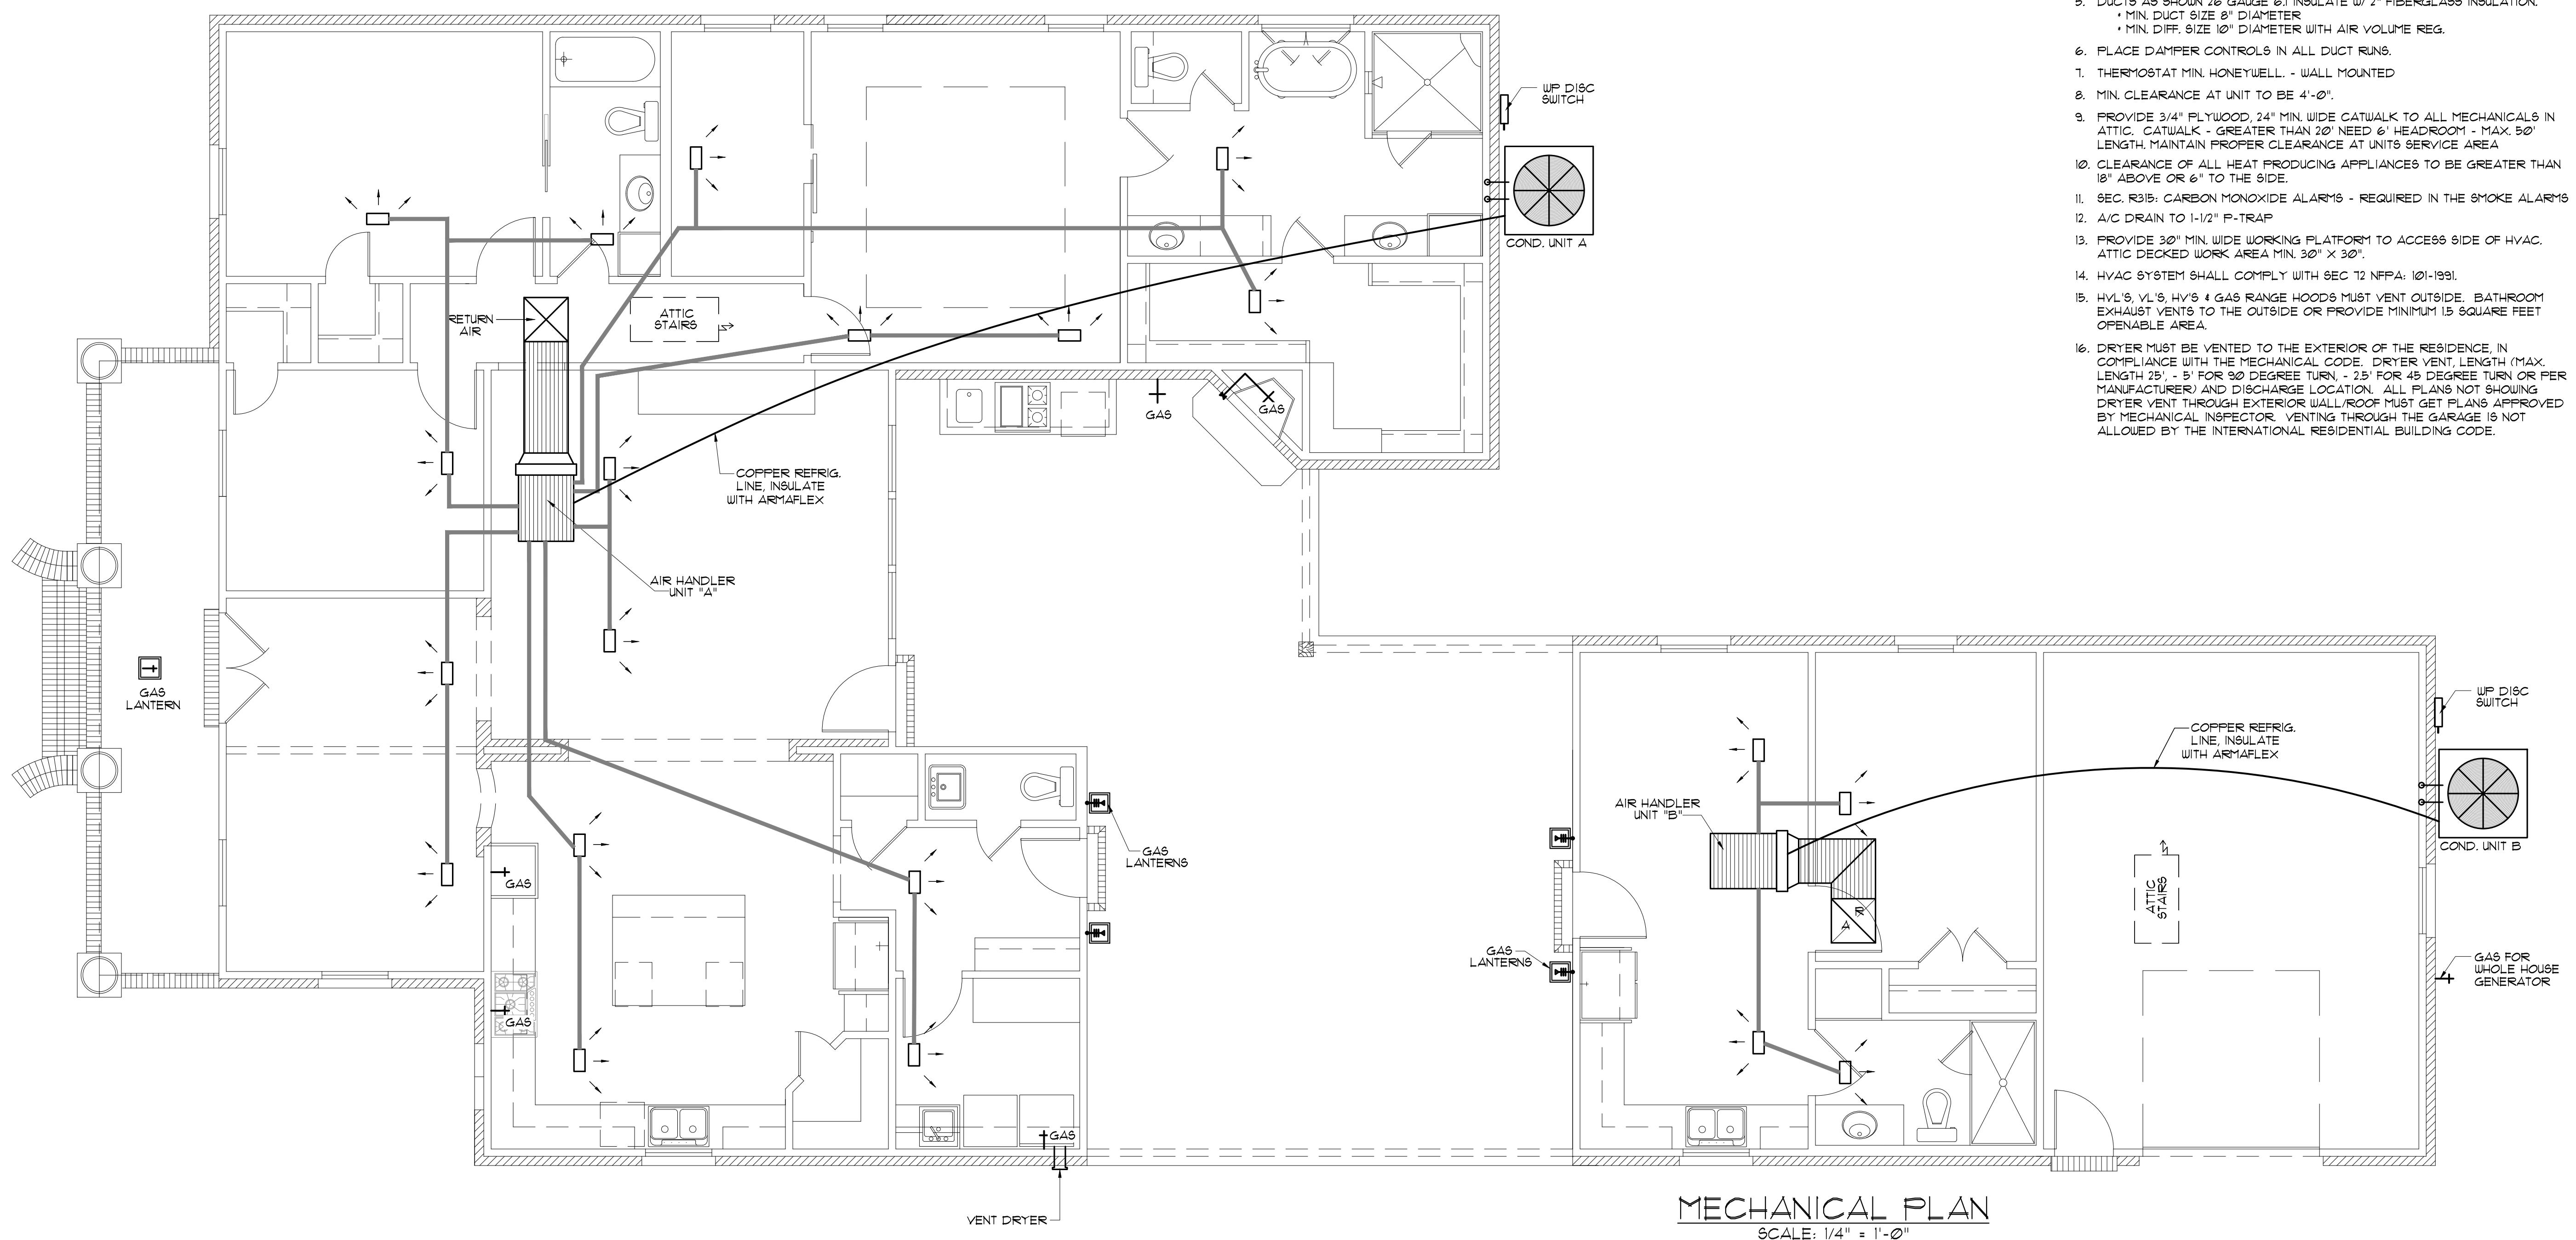 5. DUCTS AS SHOWN 26 GAUGE 6.1 INSULATE W/ 2" FIBERGLASS INSULATION.
• MIN. DUCT SIZE 8" DIAMETER
• MIN. DIFF. SIZE 10" DIAMETER WITH AIR VOLUME REG.
6. PLACE DAMPER CONTROLS IN ALL DUCT RUNS.
7. THERMOSTAT MIN. HONEYWELL. - WALL MOUNTED
8. MIN. CLEARANCE AT UNIT TO BE 4'-0".
9. PROVIDE 3/4" PLYWOOD, 24" MIN. WIDE CATWALK TO ALL MECHANICALS IN
ATTIC. CATWALK - GREATER THAN 20' NEED 6' HEADROOM - MAX. 50'
LENGTH. MAINTAIN PROPER CLEARANCE AT UNITS SERVICE AREA
10. CLEARANCE OF ALL HEAT PRODUCING APPLIANCES TO BE GREATER THAN
18" ABOVE OR 6" TO THE SIDE.
11. SEC. R315: CARBON MONOXIDE ALARMS - REQUIRED IN THE SMOKE ALARMS
12. A/C DRAIN TO 1-1/2" P-TRAP
13. PROVIDE 30" MIN. WIDE WORKING PLATFORM TO ACCESS SIDE OF HVAC.
ATTIC DECKED WORK AREA MIN. 30" X 30".
14. HVAC SYSTEM SHALL COMPLY WITH SEC 72 NFPA: 101-1991.
15. HVL'S, VL'S, HV'S & GAS RANGE HOODS MUST VENT OUTSIDE. BATHROOM
EXHAUST VENTS TO THE OUTSIDE OR PROVIDE MINIMUM 1.5 SQUARE FEET
OPENABLE AREA.
16. DRYER MUST BE VENTED TO THE EXTERIOR OF THE RESIDENCE, IN
COMPLIANCE WITH THE MECHANICAL CODE. DRYER VENT, LENGTH (MAX.
LENGTH 25', - 5' FOR 90 DEGREE TURN, - 2.5' FOR 45 DEGREE TURN OR PER
MANUFACTURER) AND DISCHARGE LOCATION. ALL PLANS NOT SHOWING
DRYER VENT THROUGH EXTERIOR WALL/ROOF MUST GET PLANS APPROVED
BY MECHANICAL INSPECTOR. VENTING THROUGH THE GARAGE IS NOT
ALLOWED BY THE INTERNATIONAL RESIDENTIAL BUILDING CODE.
WP DISC
SWITCH
COND. UNIT A
RETURN
AIR
ATTIC
STAIRS
GAS
GAS
COPPER REFRIG.
LINE, INSULATE
WITH ARMAFLEX
AIR HANDLER
UNIT "A"
GAS
LANTERN
WP DISC
SWITCH
COPPER REFRIG.
LINE, INSULATE
WITH ARMAFLEX
AIR HANDLER
UNIT "B"
COND. UNIT B
GAS
LANTERNS
GAS
ATTIC
STAIRS
R
A
GAS
LANTERNS
GAS FOR
WHOLE HOUSE
GENERATOR
GAS
GAS
VENT DRYER
MECHANICAL PLAN
SCALE: 1/4" = 1'-0"